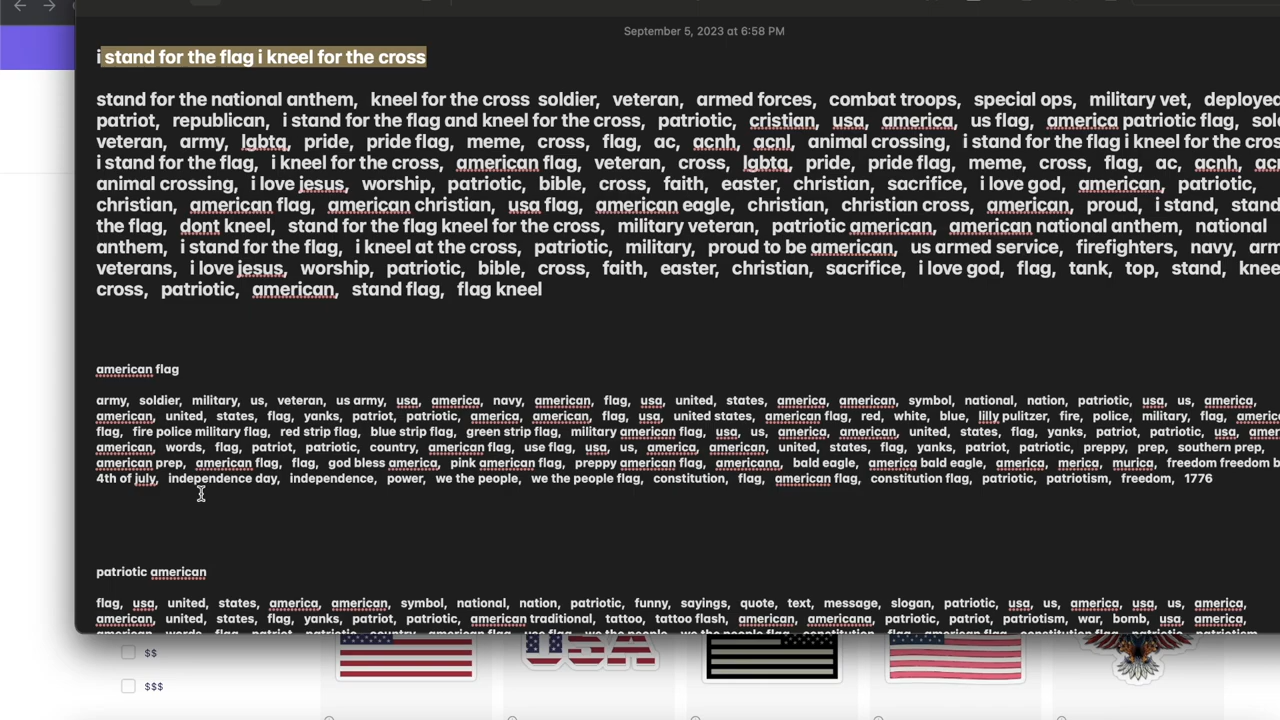 September 5, 2023 at 6:58 PM
i stand for the flag i kneel for the cross
stand for the national anthem, kneel for the cross soldier, veteran, armed forces, combat troops, special ops, military vet, deployed
patriot, republican, i stand for the flag and kneel for the cross, patriotic, cristian, usa, america, us flag, america patriotic flag,
veteran, army, lgbtq, pride, pride flag, meme, cross, flag, ac, acnh, acnl, animal crossing, i stand for the flag i kneel for the
i stand for the flag, i kneel for the cross, american flag, veteran, cross, lgbtq, pride, pride flag, meme, cross, flag, ac, acnh,
animal crossing, i love jesus, worship, patriotic, bible, cross, faith, easter, christian, sacrifice, i love god, american, patriotic,
christian, american flag, american christian, usa flag, american eagle, christian, christian cross, american, proud, i stand, stand
the flag, dont kneel, stand for the flag kneel for the cross, military veteran, patriotic american, american national anthem, national
anthem, i stand for the flag, i kneel at the cross, patriotic, military, proud to be american, us armed service, firefighters, navy,
veterans, i love jesus, worship, patriotic, bible, cross, faith, easter, christian, sacrifice, i love god, flag, tank, top, stand,
cross, patriotic, american, stand flag, flag kneel
american flag
army, soldier, military, us, veteran, us army, usa, america, navy, american, flag, usa, united, states, america, american, symbol, national, nation, patriotic, usa, us, america,
american, united, states, flag, yanks, patriot, patriotic, america, american, flag, usa, united states, american flag, red, white, blue, lilly pulitzer, fire, police, military, flag,
flag, fire police military flag, red strip flag, blue strip flag, green strip flag, military american flag, usa, us, america, american, united, states, flag, yanks, patriot, patriotic, usa,
american, words, flag, patriot, patriotic, country, american flag, use flag, usa, us, america, american, united, states, flag, yanks, patriot, patriotic, preppy, prep, southern prep,
american prep, american flag, flag, god bless america, pink american flag, preppy american flag, americana, bald eagle, america bald eagle, america, merica, murica, freedom freedom
4th of july, independence day, independence, power, we the people, we the people flag, constitution, flag, american flag, constitution flag, patriotic, patriotism, freedom, 1776
patriotic american
flag, usa, united, states, america, american, symbol, national, nation, patriotic, funny, sayings, quote, text, message, slogan, patriotic, usa, us, america, usa, us, america,
american, united, states, flag, yanks, patriot, patriotic, american traditional, tattoo, tattoo flash, american, americana, patriotic, patriot, patriotism, war, bomb, usa, america,
$$
USA
$$$